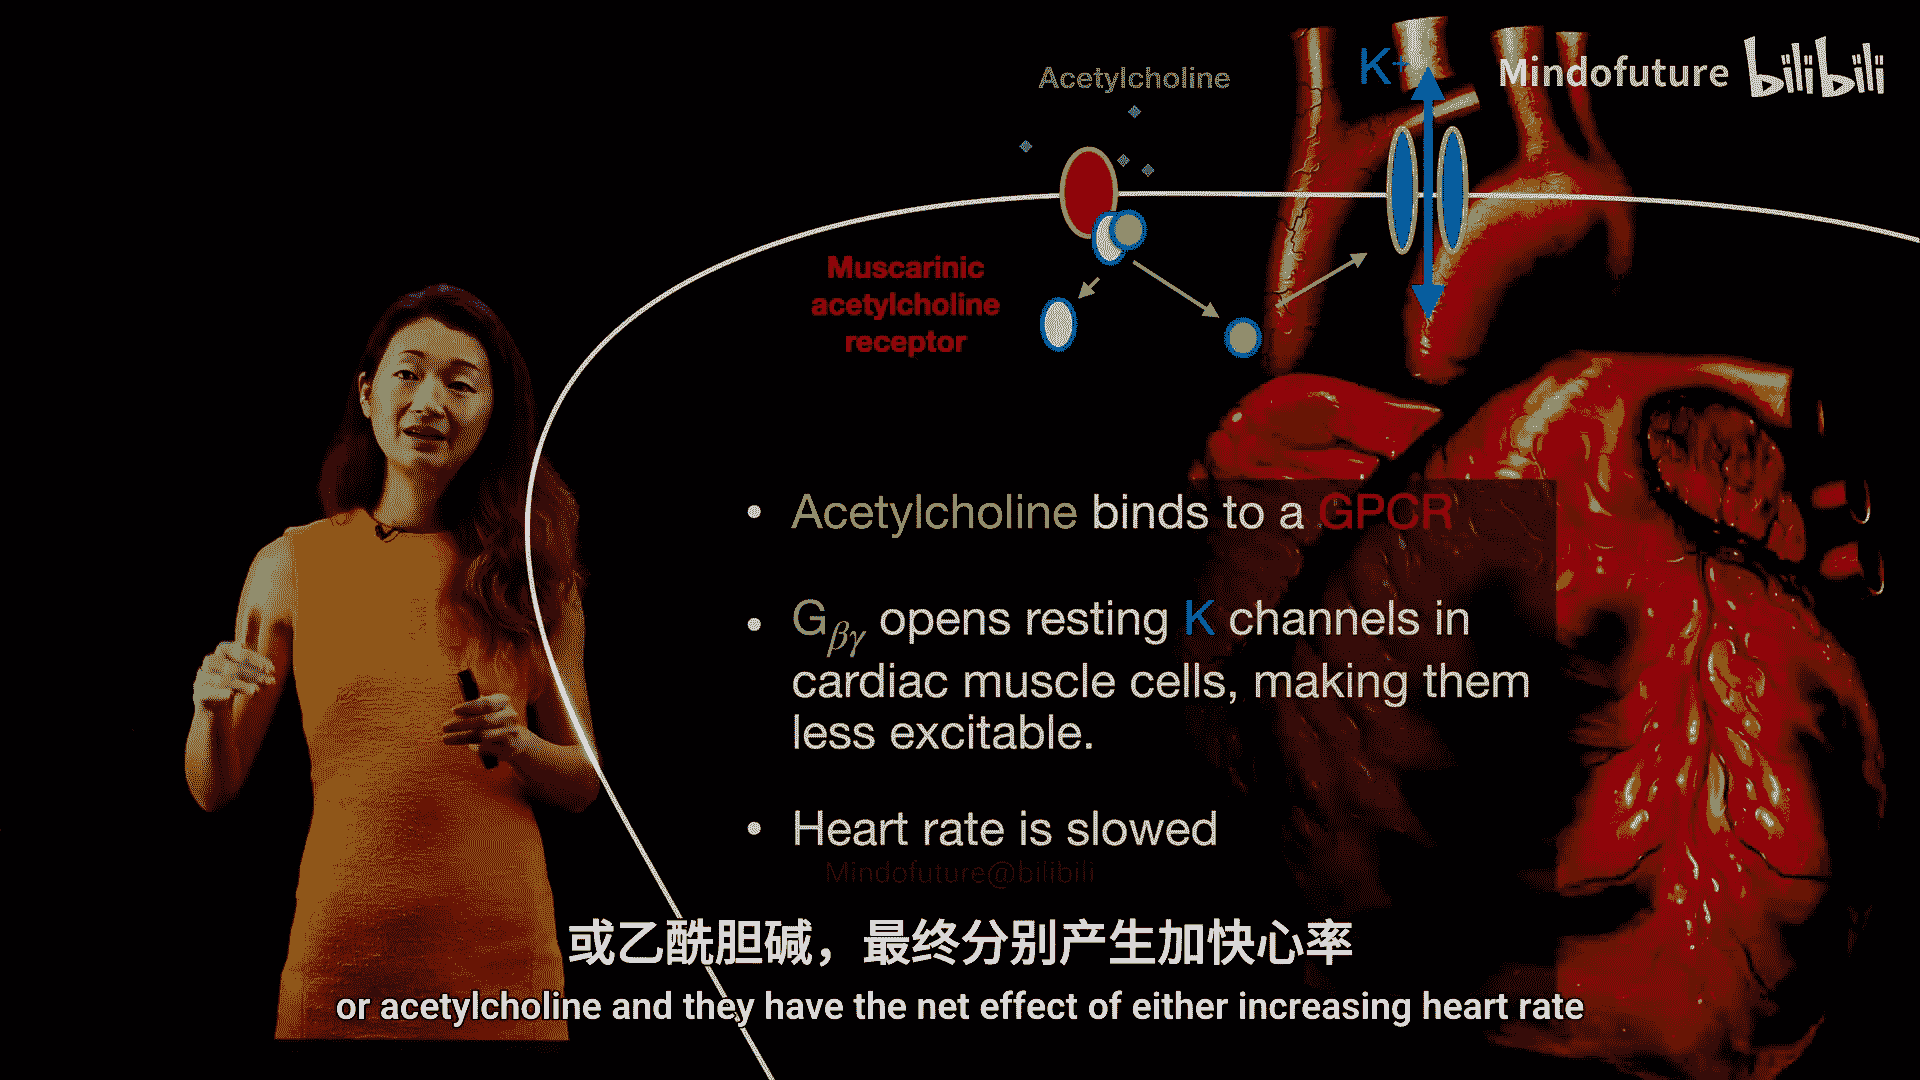 Acetylcholine
K+
Mindofuture bilibili
Muscarinic
acetylcholine
receptor
• Acetylcholine binds to a GPCR
• Gβγ opens resting K channels in
cardiac muscle cells, making them
less excitable.
• Heart rate is slowed
Mindofuture@bilibili
或乙酰胆碱，最终分别产生加快心率
or acetylcholine and they have the net effect of either increasing heart rate